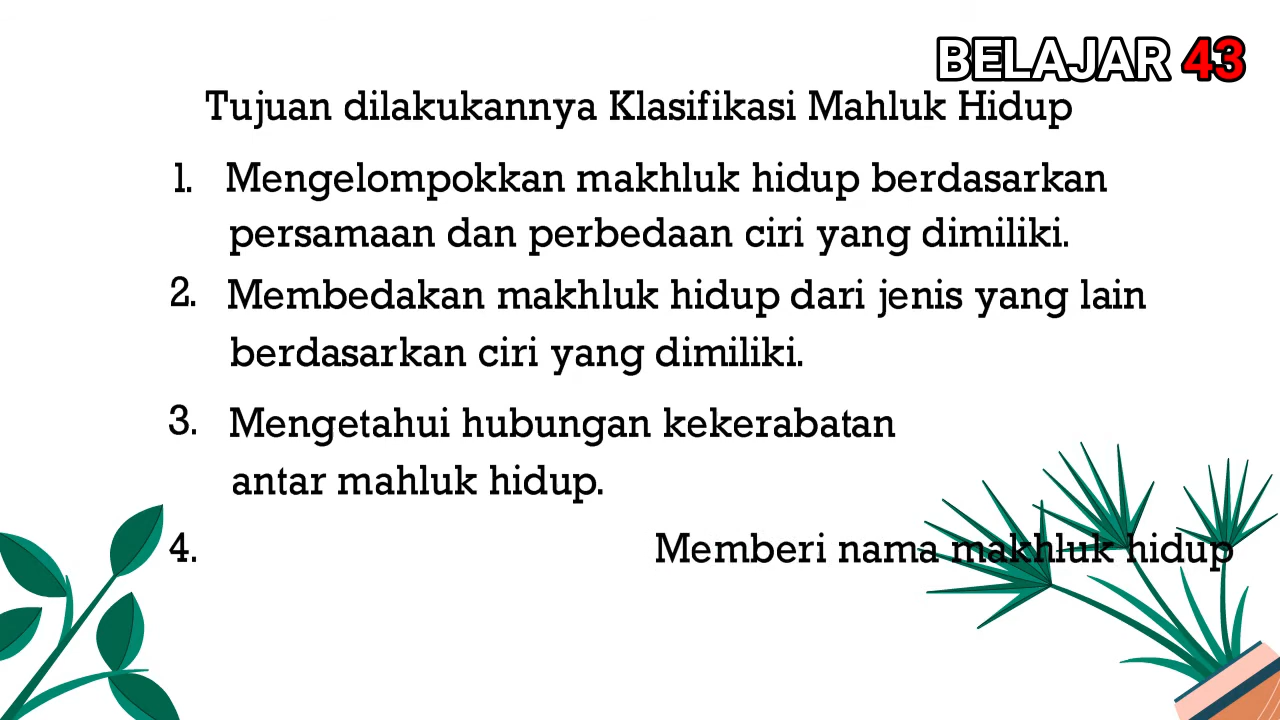 BELAJAR 43
Tujuan dilakukannya Klasifikasi Mahluk Hidup
1. Mengelompokkan makhluk hidup berdasarkan
persamaan dan perbedaan ciri yang dimiliki.
2. Membedakan makhluk hidup dari jenis yang lain
berdasarkan ciri yang dimiliki.
3. Mengetahui hubungan kekerabatan
antar mahluk hidup.
4. Memberi nama makhluk hidup